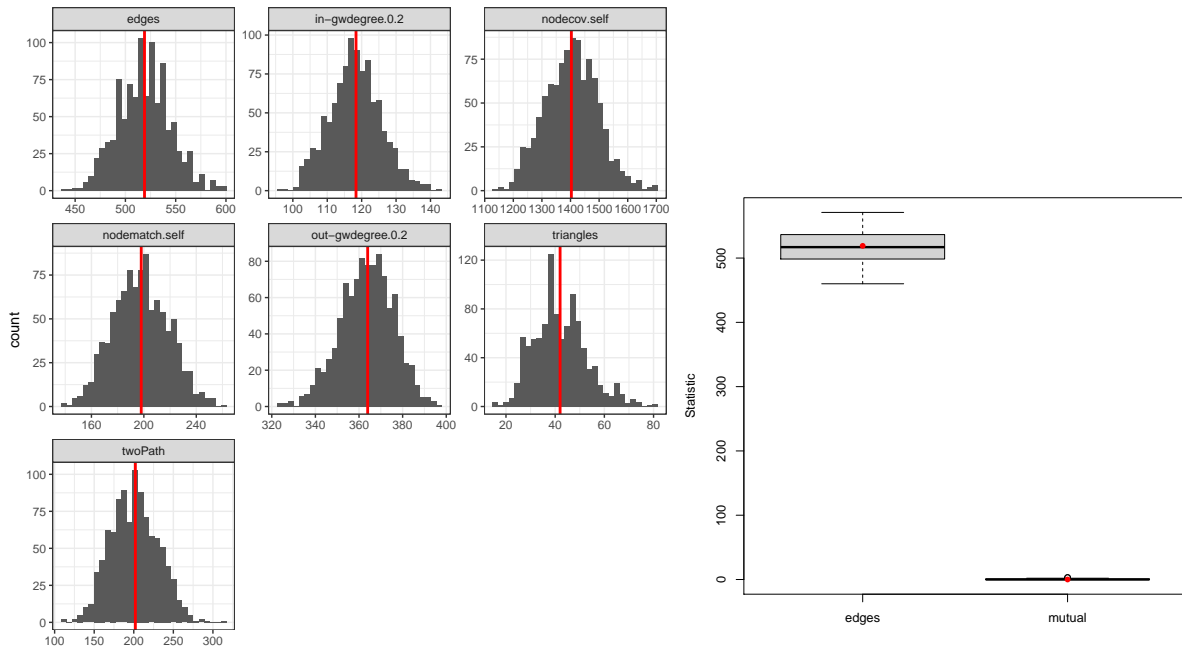 edges
in−gwdegree.0.2
nodecov.self
100
75
50
25
0
450 500 550 600
100
75
50
25
0
100 110 120 130 140
75
50
25
0
1100 1200 1300 1400 1500 1600 1700
nodematch.self
out−gwdegree.0.2
triangles
75
50
25
0
160 200 240
80
60
40
20
0
320 340 360 380 400
120
90
60
30
0
20 40 60 80
count
twoPath
100
75
50
25
0
100 150 200 250 300
Statistic
500
400
300
200
100
0
edges mutual